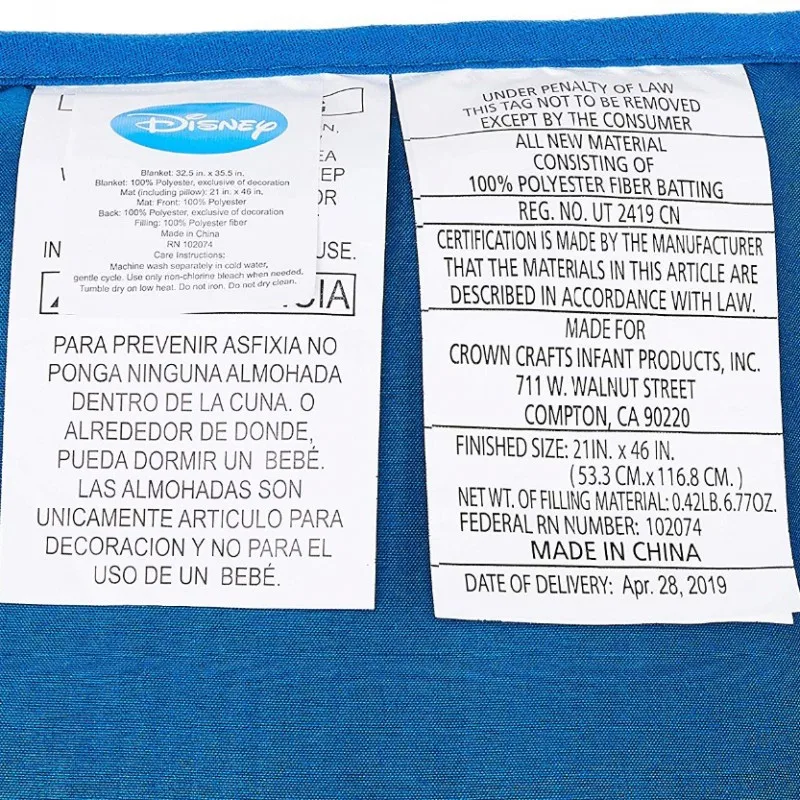 Disney
Blanket: 32.5 in. x 35.5 in.
Blanket: 100% Polyester, exclusive of decoration
Mat (including pillow): 21 in x 46 in.
Mat: Front: 100% Polyester
Back: 100% Polyester, exclusive of decoration
Filling: 100% Polyester fiber
Made in China
RN 102074
Care Instructions:
Machine wash separately in cold water,
gentle cycle. Use only non-chlorine bleach when needed.
Tumble dry on low heat. Do not iron. Do not dry clean.
PARA PREVENIR ASFIXIA NO
PONGA NINGUNA ALMOHADA
DENTRO DE LA CUNA. O
ALREDEDOR DE DONDE,
PUEDA DORMIR UN BEBÉ.
LAS ALMOHADAS SON
UNICAMENTE ARTICULO PARA
DECORACION Y NO PARA EL
USO DE UN BEBÉ.
UNDER PENALTY OF LAW
THIS TAG NOT TO BE REMOVED
EXCEPT BY THE CONSUMER
ALL NEW MATERIAL
CONSISTING OF
100% POLYESTER FIBER BATTING
REG. NO. UT 2419 CN
CERTIFICATION IS MADE BY THE MANUFACTURER
THAT THE MATERIALS IN THIS ARTICLE ARE
DESCRIBED IN ACCORDANCE WITH LAW.
MADE FOR
CROWN CRAFTS INFANT PRODUCTS, INC.
711 W. WALNUT STREET
COMPTON, CA 90220
FINISHED SIZE: 21IN. x 46 IN.
(53.3 CM.x116.8 CM.)
NET WT. OF FILLING MATERIAL: 0.42LB. 6.77OZ.
FEDERAL RN NUMBER: 102074
MADE IN CHINA
DATE OF DELIVERY: Apr. 28, 2019